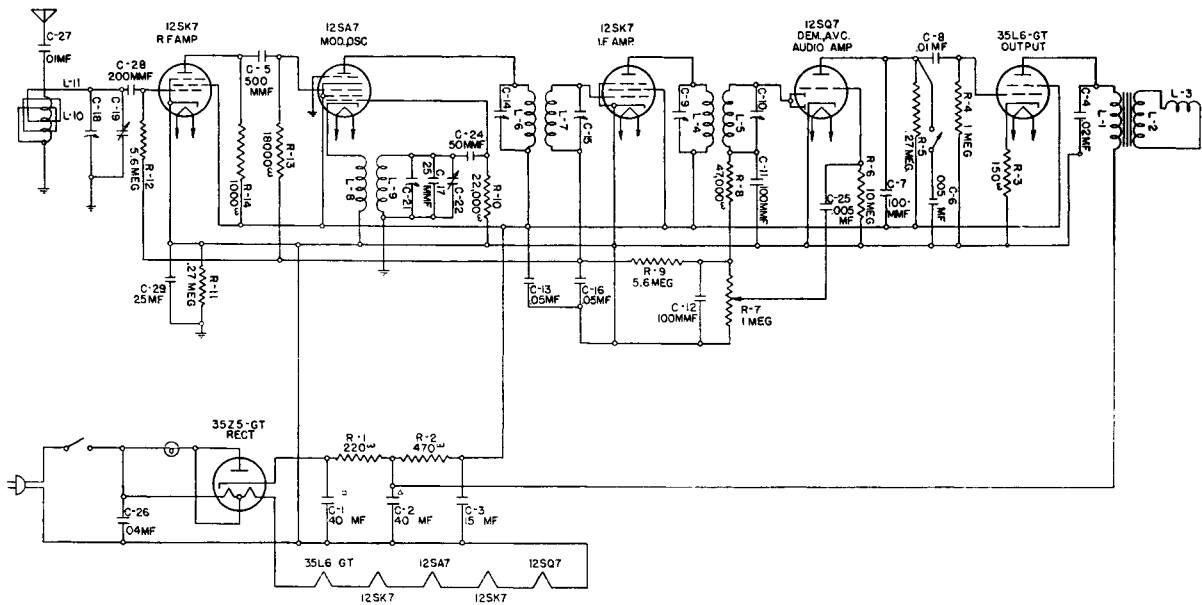 C-27
.01MF
L-11
L-10
C-18
C-19
C-28
200MMF
R-12
5.6 MEG
12SK7
R.F. AMP
C-29
.25 MF
R-11
.27 MEG
C-5
500
MMF
R-14
1000ω
R-13
18000ω
12SA7
MOD., OSC
L-8
L-9
C-21
C-17
25
MMF
C-22
C-24
50MMF
R-10
22,000ω
C-14
L-6
L-7
C-15
C-13
.05MF
C-16
.05MF
12SK7
I.F. AMP.
C-9
L-4
L-5
C-10
C-11
100MMF
R-8
47,000ω
R-9
5.6 MEG
C-12
100MMF
R-7
1 MEG
12SQ7
DEM., A.V.C.
AUDIO AMP
C-25
.005
MF
R-6
10 MEG
C-7
100-
MMF
C-8
.01 MF
R-5
.27 MEG
C-6
.005
MF
R-4
.1 MEG
35L6-GT
OUTPUT
R-3
150ω
C-4
.02MF
L-1
L-2
L-3
35Z5-GT
RECT
C-26
.04MF
R-1
220ω
R-2
470ω
C-1
40 MF
C-2
40 MF
C-3
15 MF
35L6 GT
12SK7
12SA7
12SK7
12SQ7